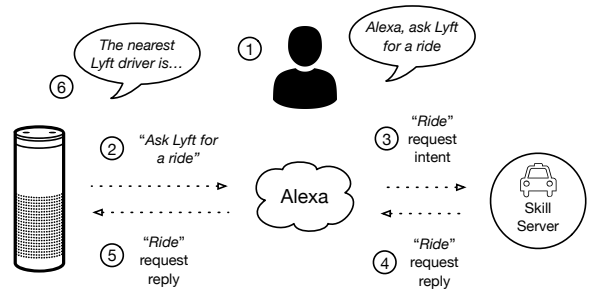 1
Alexa, ask Lyft
for a ride
The nearest
Lyft driver is…
6
2
“Ask Lyft for
a ride”
3
“Ride”
request
intent
Alexa
Skill
Server
5
“Ride”
request
reply
4
“Ride”
request
reply